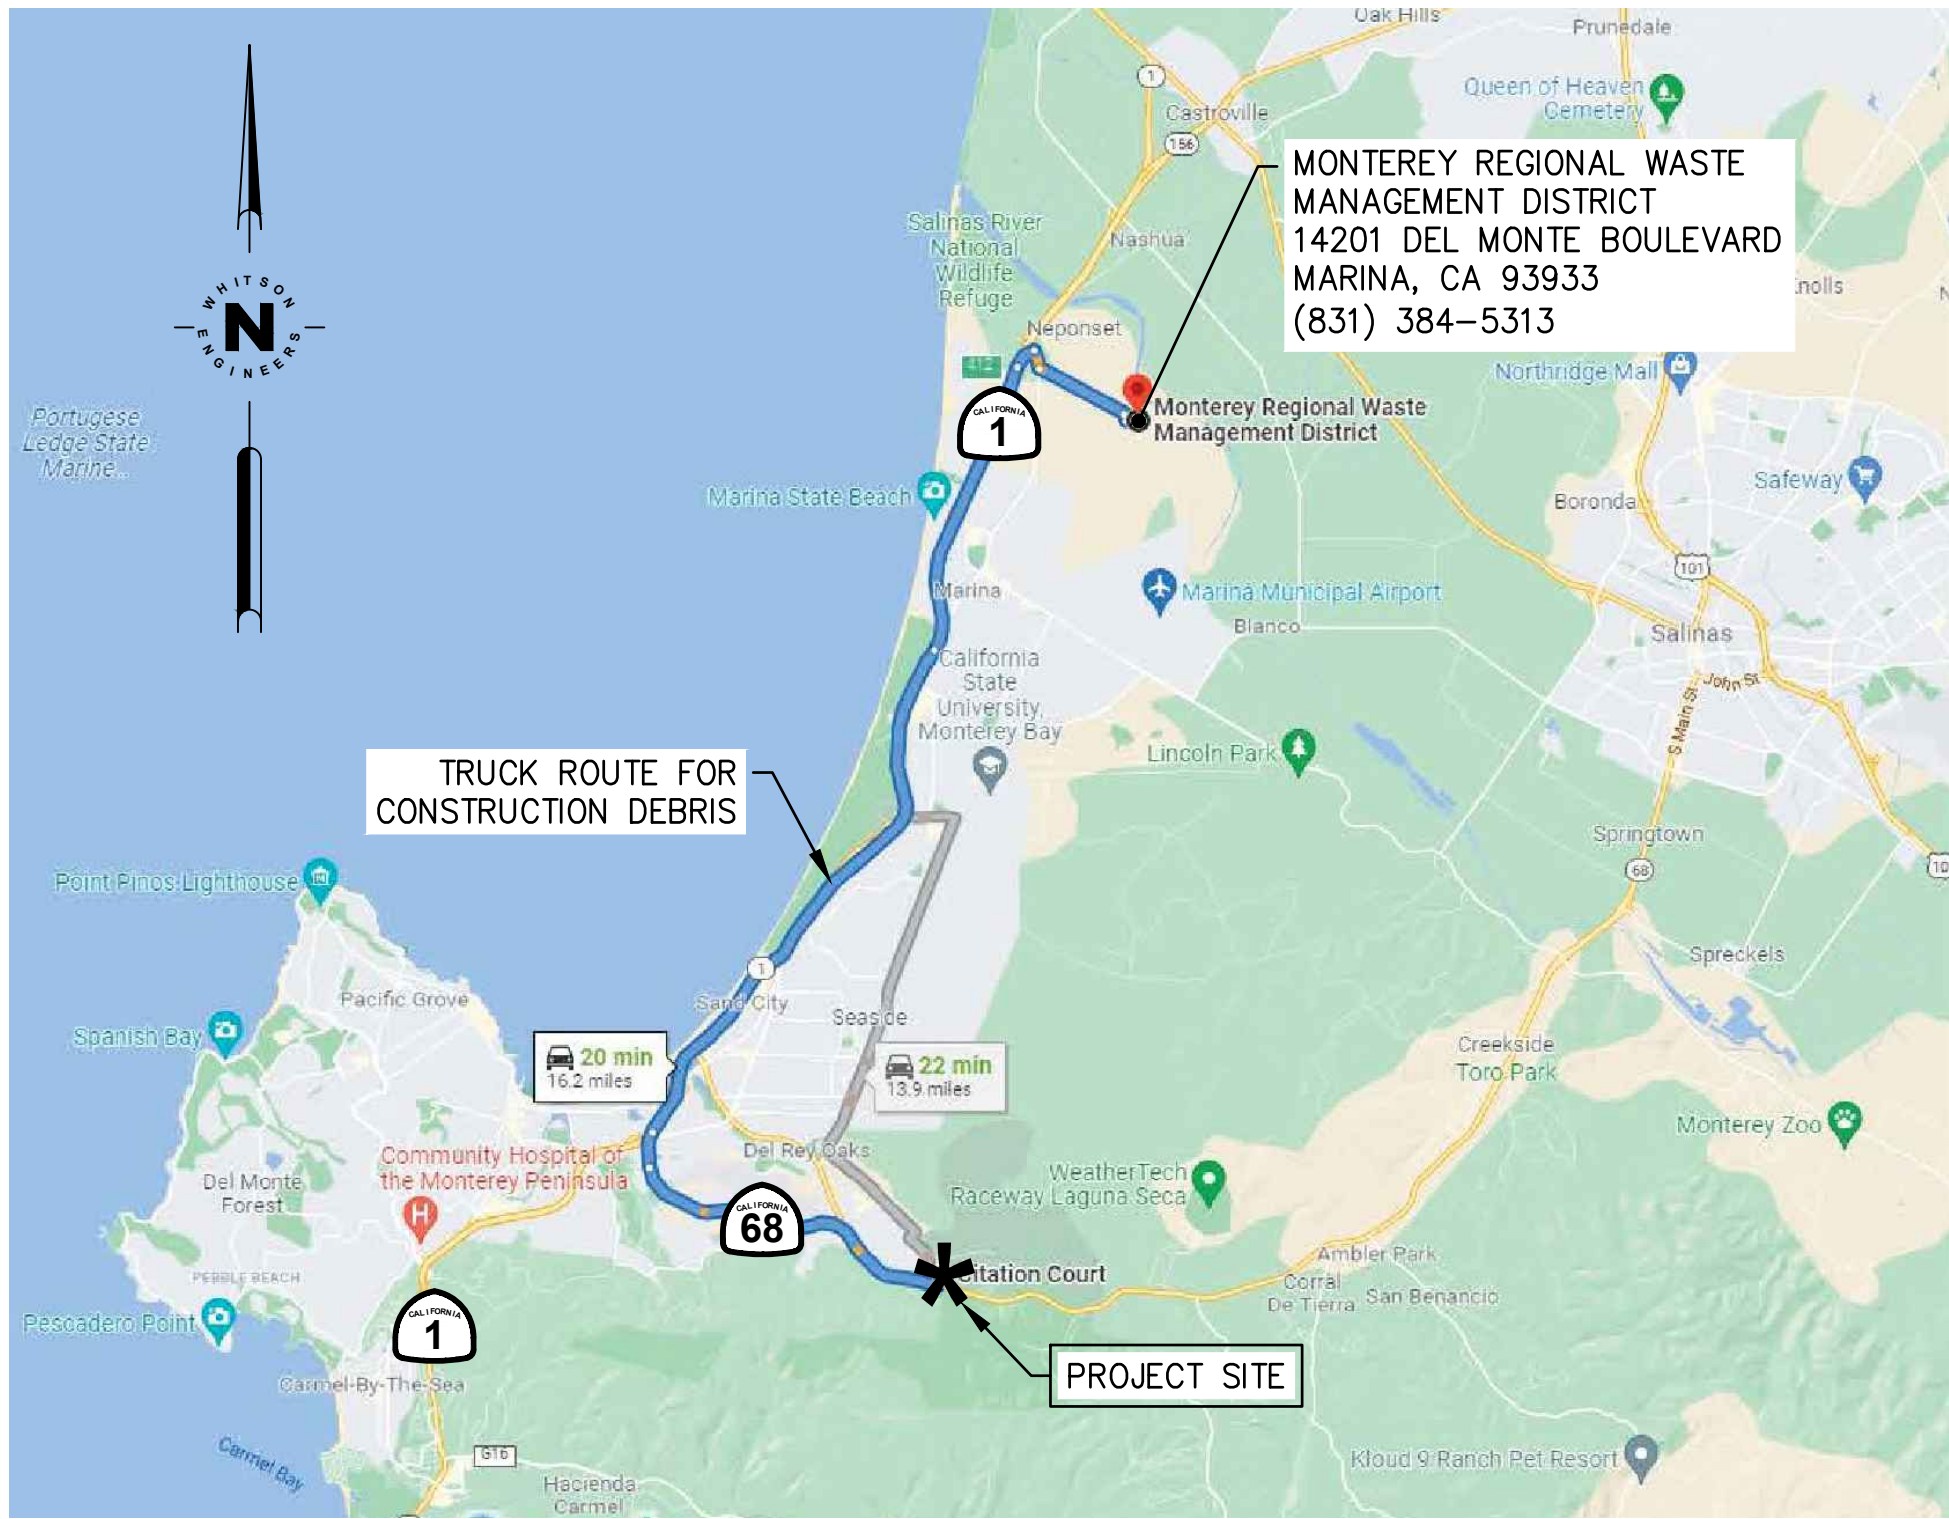 Oak Hills
Prunedale
1
Queen of Heaven
Cemetery
Castroville
156
MONTEREY REGIONAL WASTE
MANAGEMENT DISTRICT
14201 DEL MONTE BOULEVARD
MARINA, CA 93933
(831) 384-5313
Salinas River
National
Wildlife
Refuge
Nashua
WHITSON
N
ENGINEERS
Neponset
412
Northridge Mall
CALIFORNIA
1
Monterey Regional Waste
Management District
Portugese
Ledge State
Marine...
Marina State Beach
Safeway
Boronda
101
Marina
Marina Municipal Airport
Blanco
Salinas
California
State
University,
Monterey Bay
John St
S Main St
Lincoln Park
TRUCK ROUTE FOR
CONSTRUCTION DEBRIS
Springtown
68
10
Point Pinos Lighthouse
Spreckels
1
Pacific Grove
Sand City
Seaside
Spanish Bay
20 min
16.2 miles
22 min
13.9 miles
Creekside
Toro Park
Monterey Zoo
Community Hospital of
the Monterey Peninsula
Del Rey Oaks
Del Monte
Forest
H
WeatherTech
Raceway Laguna Seca
CALIFORNIA
68
Ambler Park
Corral
De Tierra
San Benancio
PEBBLE BEACH
itation Court
Pescadero Point
CALIFORNIA
1
PROJECT SITE
Carmel-By-The-Sea
Carmel Bay
G16
Hacienda
Carmel
Kloud 9 Ranch Pet Resort